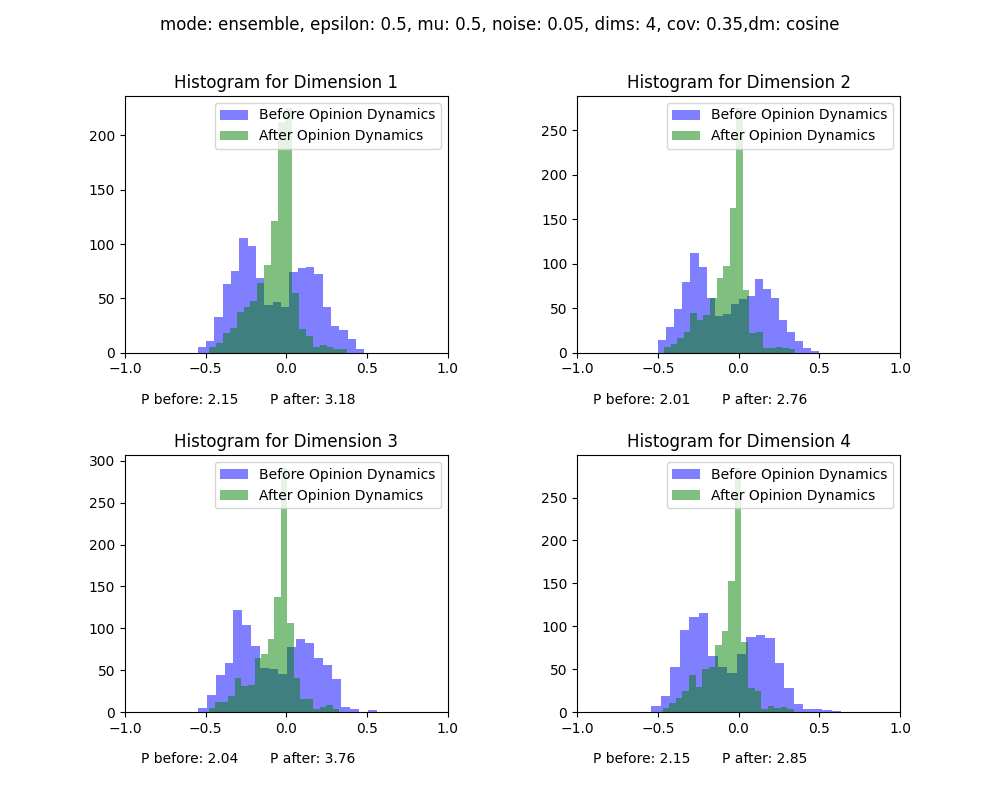 mode: ensemble, epsilon: 0.5, mu: 0.5, noise: 0.05, dims: 4, cov: 0.35,dm: cosine
Histogram for Dimension 1
Before Opinion Dynamics
After Opinion Dynamics
200
150
100
50
0
−1.0 −0.5 0.0 0.5 1.0
P before: 2.15 P after: 3.18
Histogram for Dimension 2
Before Opinion Dynamics
After Opinion Dynamics
250
200
150
100
50
0
−1.0 −0.5 0.0 0.5 1.0
P before: 2.01 P after: 2.76
Histogram for Dimension 3
Before Opinion Dynamics
After Opinion Dynamics
300
250
200
150
100
50
0
−1.0 −0.5 0.0 0.5 1.0
P before: 2.04 P after: 3.76
Histogram for Dimension 4
Before Opinion Dynamics
After Opinion Dynamics
250
200
150
100
50
0
−1.0 −0.5 0.0 0.5 1.0
P before: 2.15 P after: 2.85